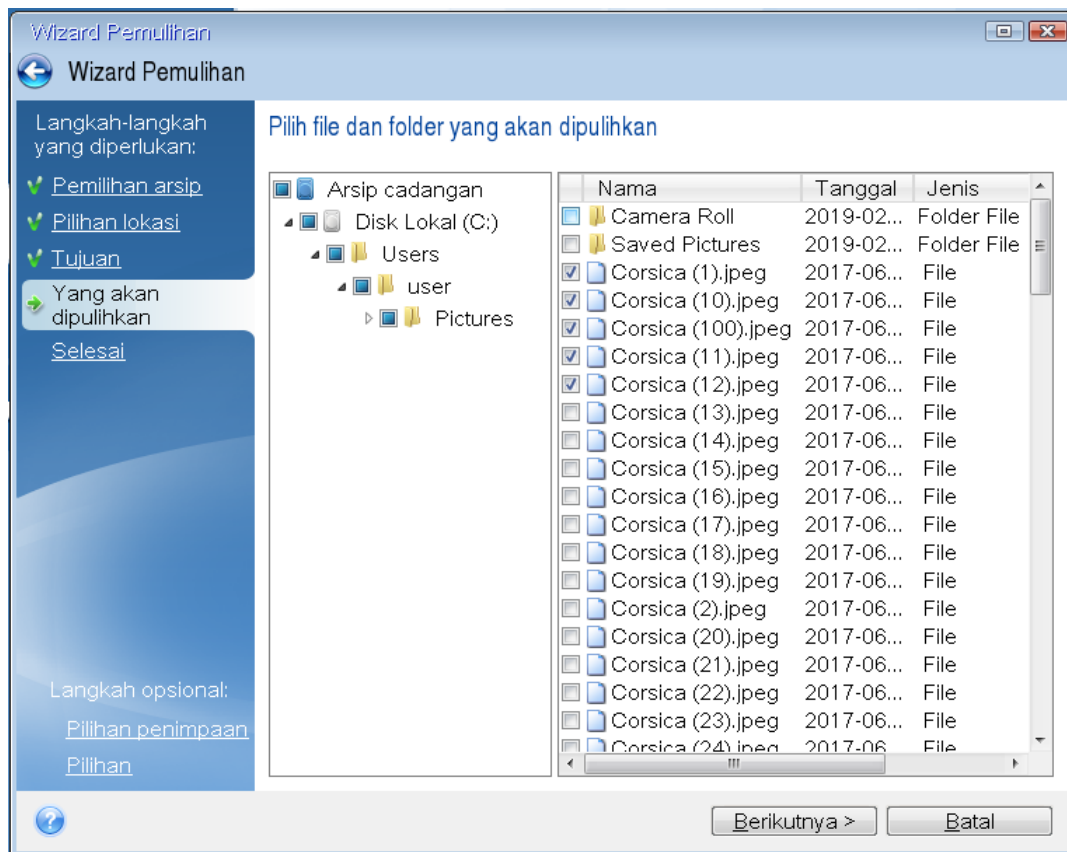 Wizard Pemulihan
Wizard Pemulihan
Langkah-langkah
yang diperlukan:
Pemilihan arsip
Pilihan lokasi
Tujuan
Yang akan
dipulihkan
Selesai
Langkah opsional:
Pilihan penimpaan
Pilihan
Pilih file dan folder yang akan dipulihkan
Arsip cadangan
Disk Lokal (C:)
Users
user
Pictures
Nama Tanggal Jenis
Camera Roll 2019-02... Folder File
Saved Pictures 2019-02... Folder File
Corsica (1).jpeg 2017-06... File
Corsica (10).jpeg 2017-06... File
Corsica (100).jpeg 2017-06... File
Corsica (11).jpeg 2017-06... File
Corsica (12).jpeg 2017-06... File
Corsica (13).jpeg 2017-06... File
Corsica (14).jpeg 2017-06... File
Corsica (15).jpeg 2017-06... File
Corsica (16).jpeg 2017-06... File
Corsica (17).jpeg 2017-06... File
Corsica (18).jpeg 2017-06... File
Corsica (19).jpeg 2017-06... File
Corsica (2).jpeg 2017-06... File
Corsica (20).jpeg 2017-06... File
Corsica (21).jpeg 2017-06... File
Corsica (22).jpeg 2017-06... File
Corsica (23).jpeg 2017-06... File
Corsica (24).jpeg 2017-06... File
Berikutnya > Batal